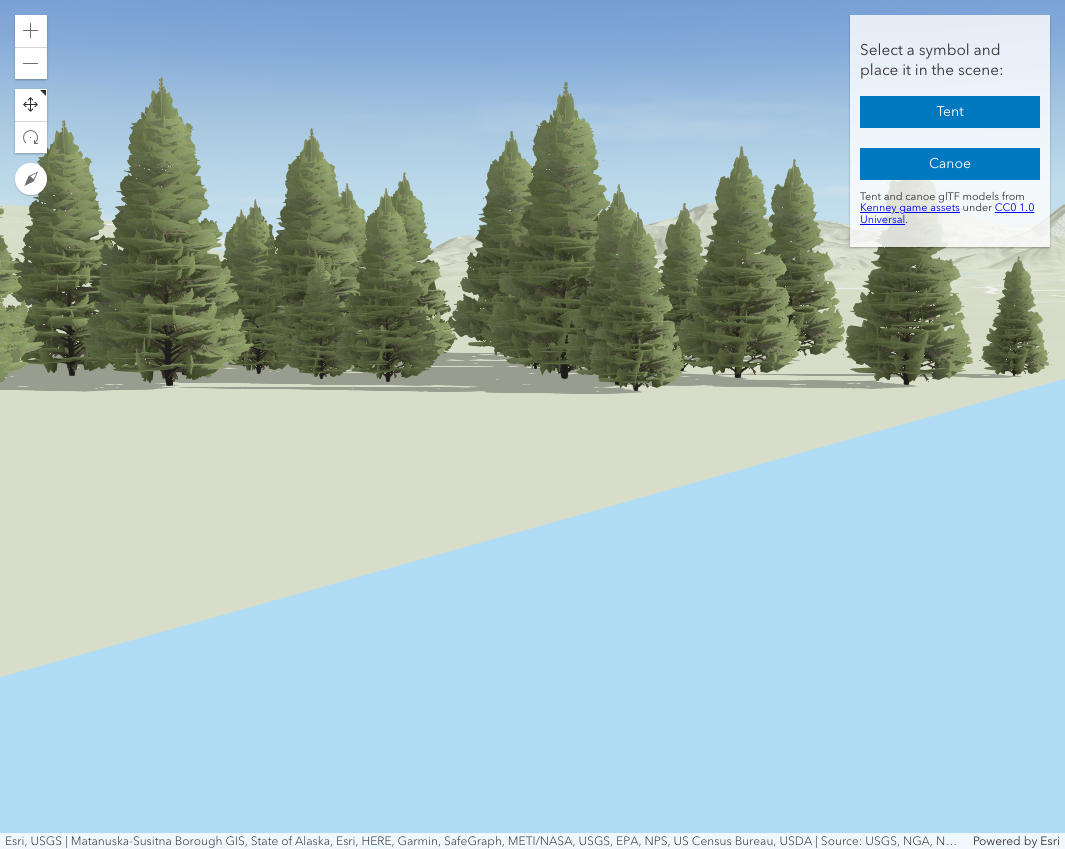 Select a symbol and
place it in the scene:
Tent
Canoe
Tent and canoe glTF models from
Kenney game assets under CC0 1.0
Universal.
Esri, USGS | Matanuska-Susitna Borough GIS, State of Alaska, Esri, HERE, Garmin, SafeGraph, METI/NASA, USGS, EPA, NPS, US Census Bureau, USDA | Source: USGS, NGA, N... Powered by Esri